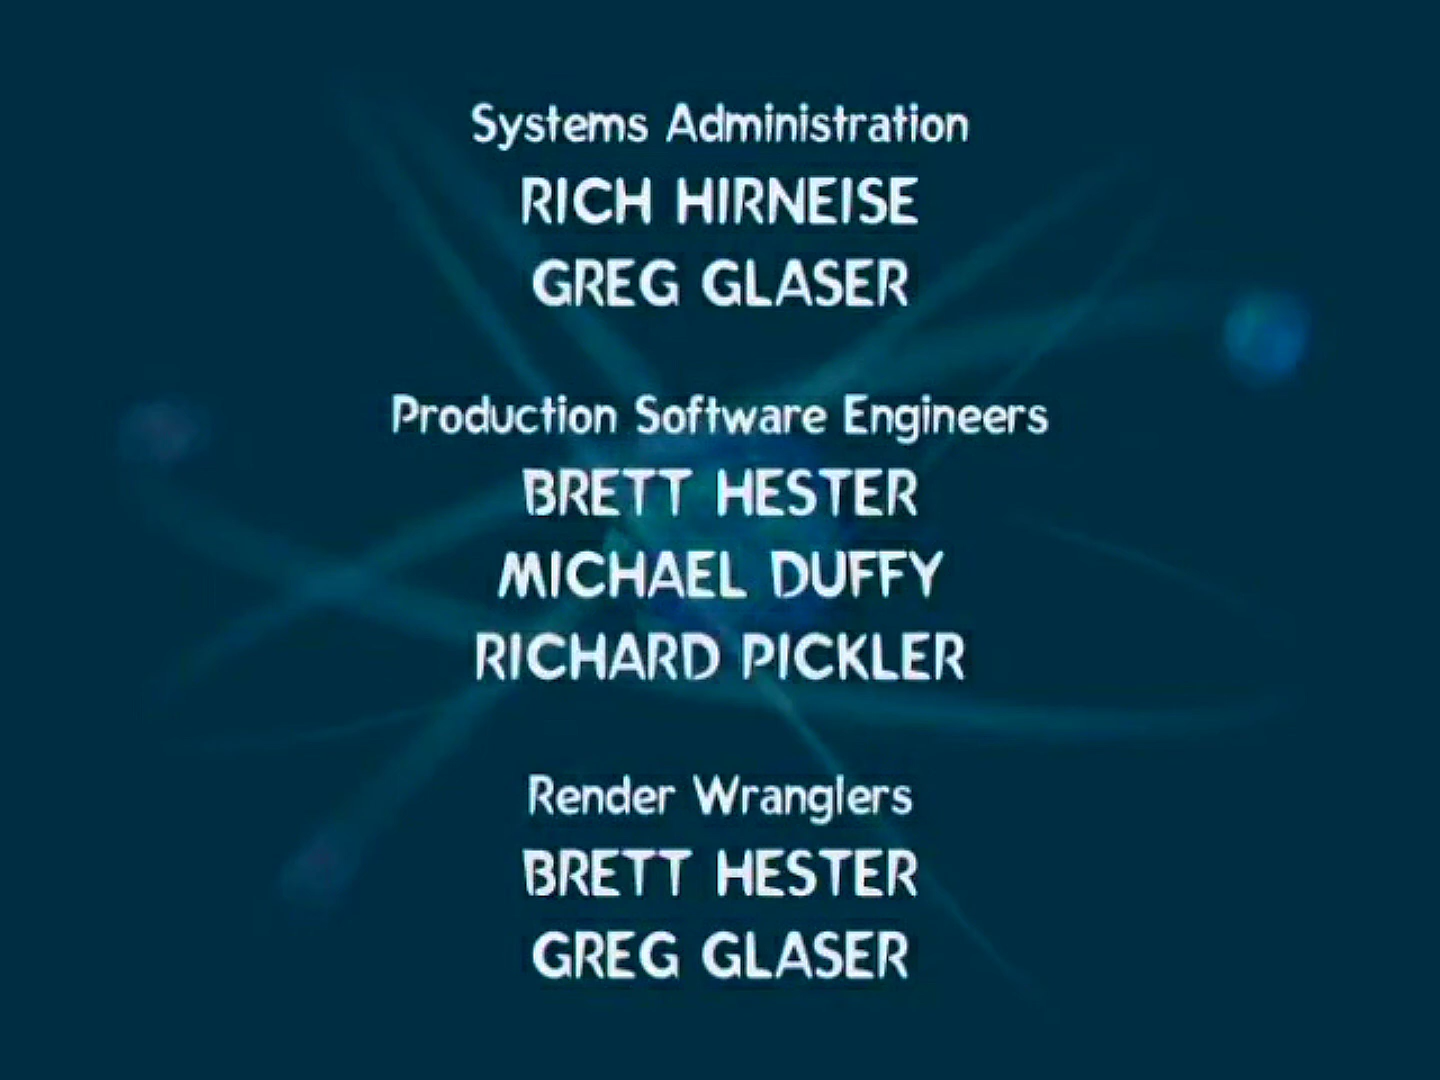 Systems Administration
RICH HIRNEISE
GREG GLASER
Production Software Engineers
BRETT HESTER
MICHAEL DUFFY
RICHARD PICKLER
Render Wranglers
BRETT HESTER
GREG GLASER